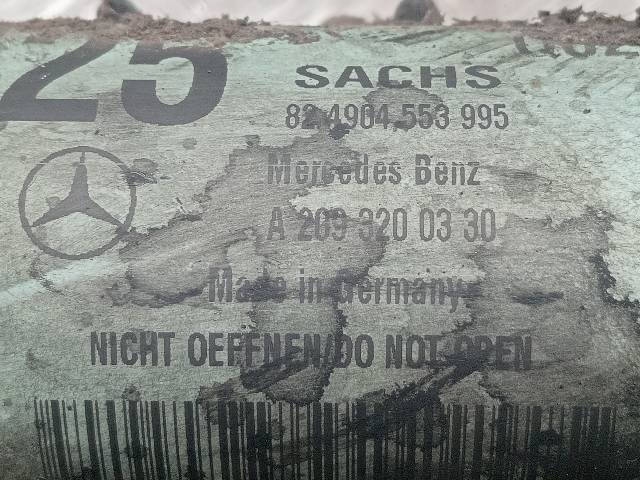 25
SACHS
82 4904 553 995
Mercedes Benz
A 203 320 03 30
Made in Germany
NICHT OEFFNEN/DO NOT OPEN